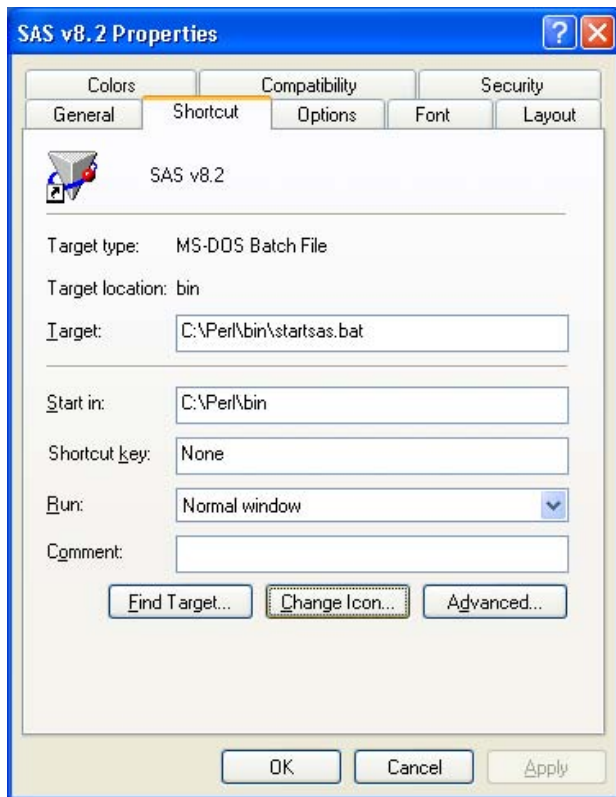 SAS v8.2 Properties
Colors Compatibility Security
General Shortcut Options Font Layout
SAS v8.2
Target type: MS-DOS Batch File
Target location: bin
Target: C:\Perl\bin\startsas.bat
Start in: C:\Perl\bin
Shortcut key: None
Run: Normal window
Comment:
Find Target... Change Icon... Advanced...
OK Cancel Apply